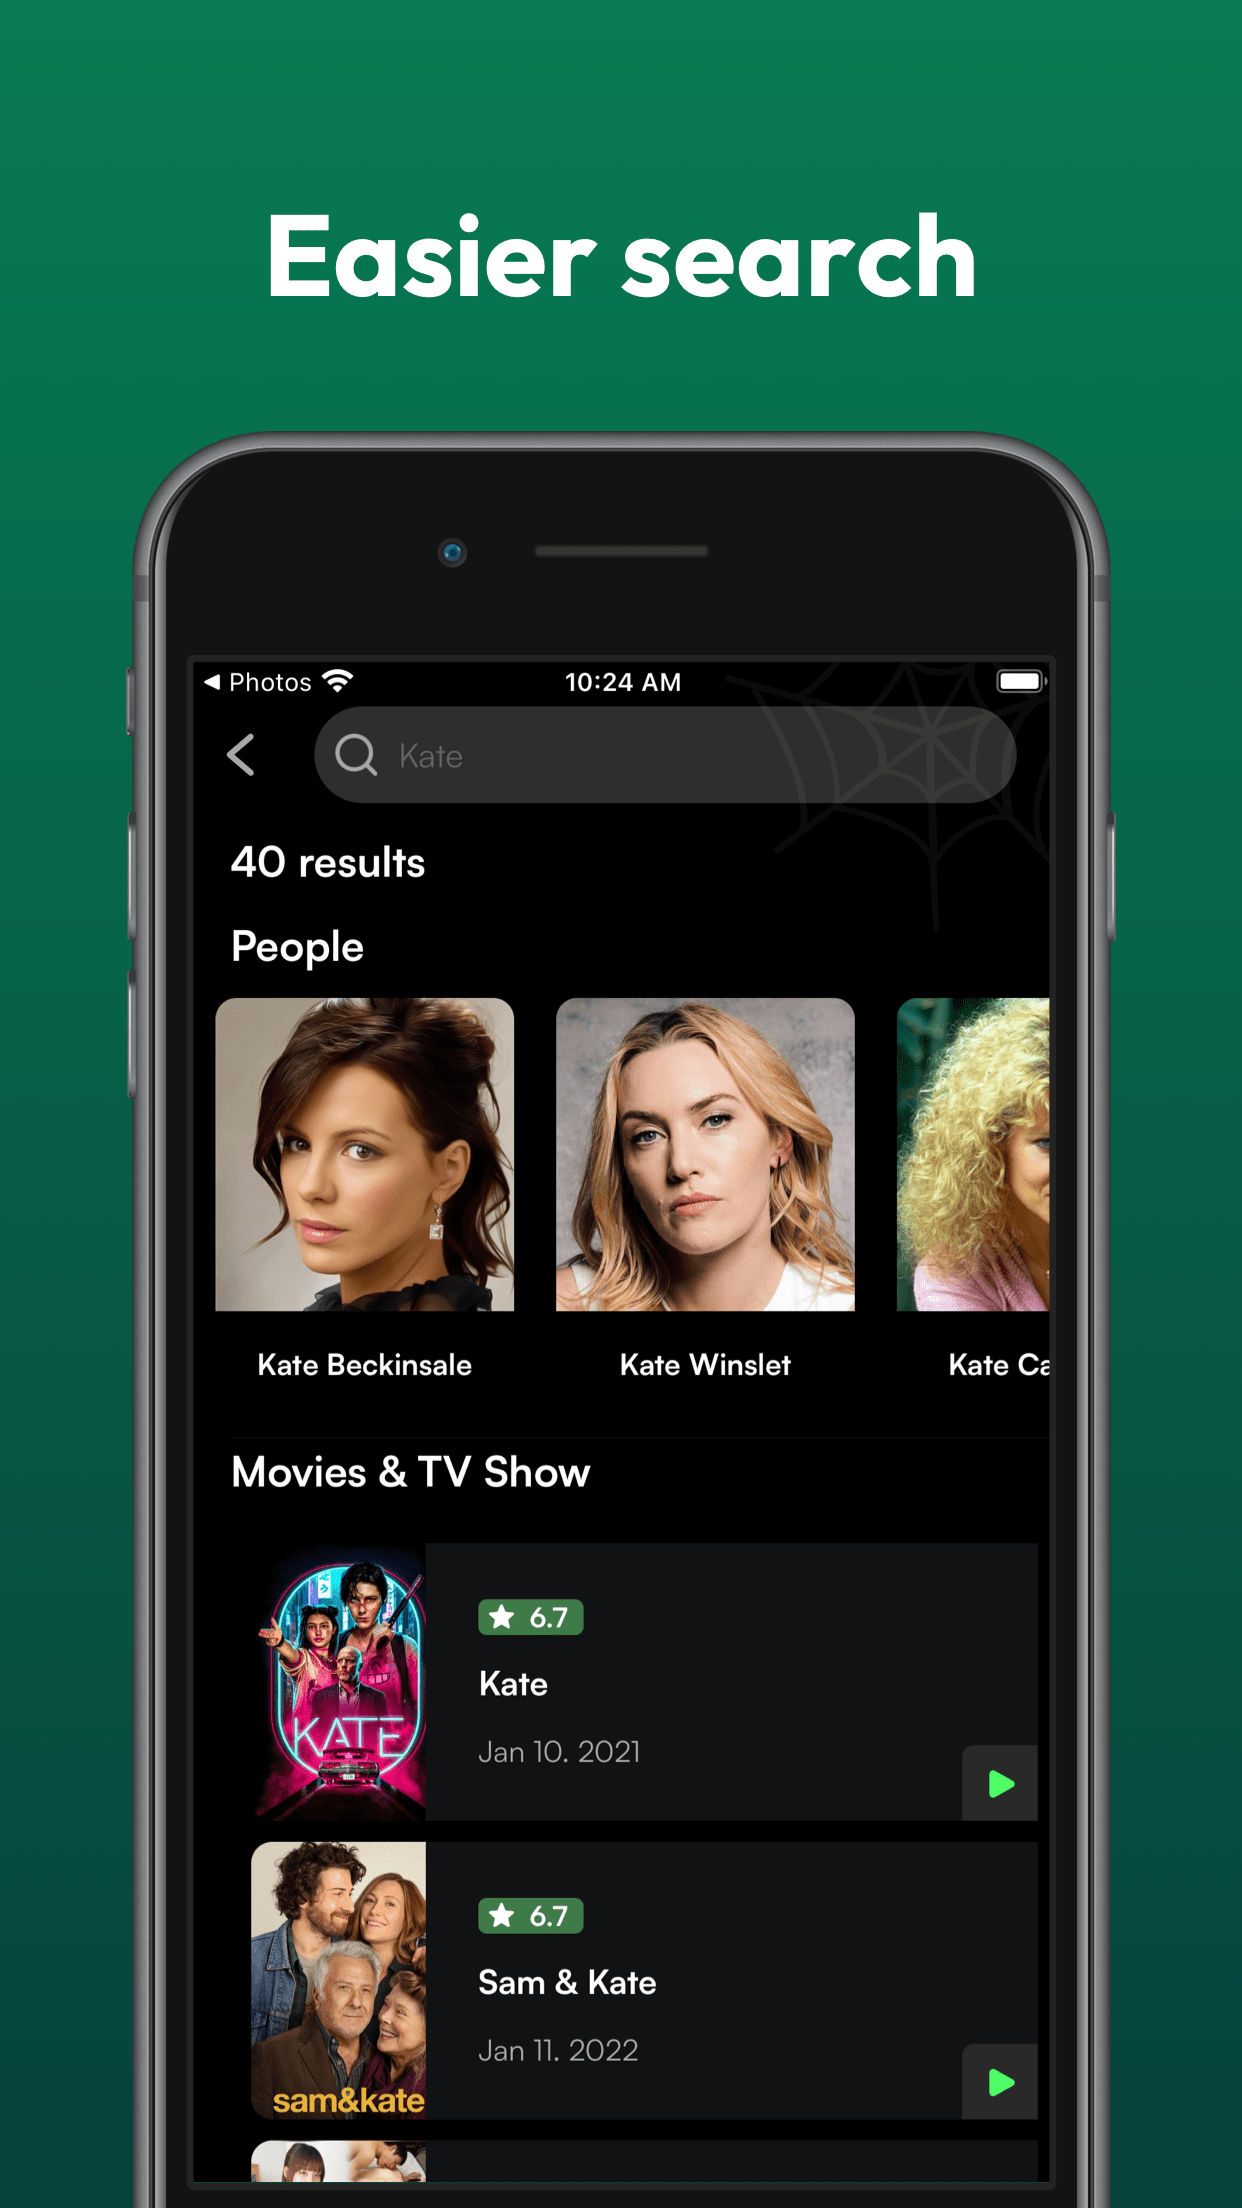 Easier search
◀ Photos
10:24 AM
Kate
40 results
People
Kate Beckinsale
Kate Winslet
Kate Ca
Movies & TV Show
KATE
6.7
Kate
Jan 10. 2021
sam&kate
6.7
Sam & Kate
Jan 11. 2022